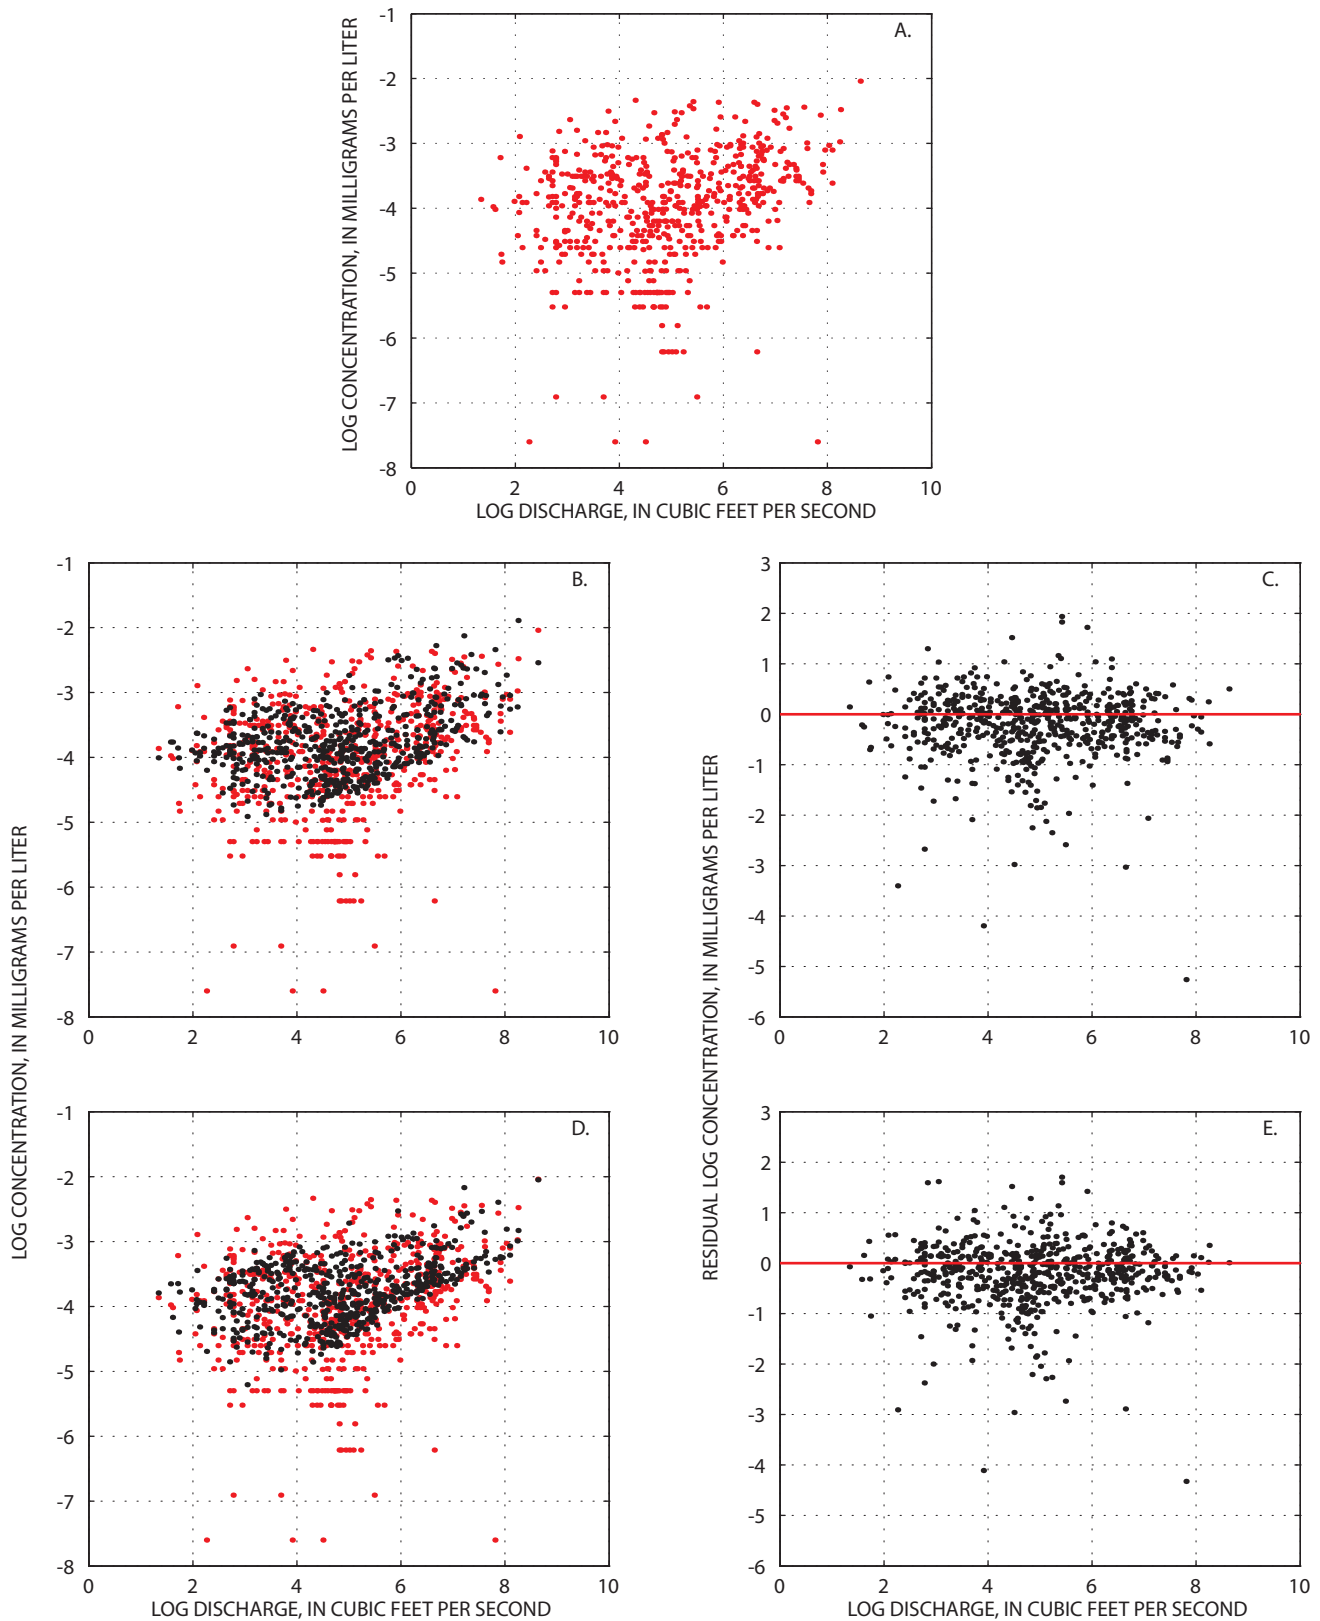 A.
LOG CONCENTRATION, IN MILLIGRAMS PER LITER
-1
-2
-3
-4
-5
-6
-7
-8
0 2 4 6 8 10
LOG DISCHARGE, IN CUBIC FEET PER SECOND
B.
-1
-2
-3
-4
-5
-6
-7
-8
0 2 4 6 8 10
C.
3
2
1
0
-1
-2
-3
-4
-5
-6
0 2 4 6 8 10
LOG CONCENTRATION, IN MILLIGRAMS PER LITER
RESIDUAL LOG CONCENTRATION, IN MILLIGRAMS PER LITER
D.
-1
-2
-3
-4
-5
-6
-7
-8
0 2 4 6 8 10
LOG DISCHARGE, IN CUBIC FEET PER SECOND
E.
3
2
1
0
-1
-2
-3
-4
-5
-6
0 2 4 6 8 10
LOG DISCHARGE, IN CUBIC FEET PER SECOND